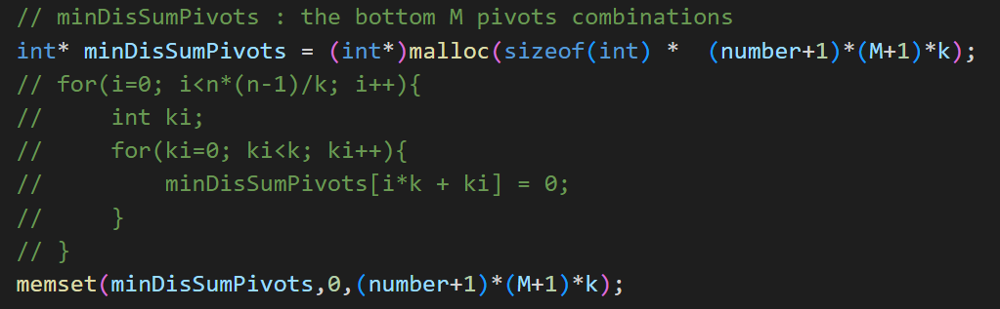 // minDisSumPivots : the bottom M pivots combinations
int* minDisSumPivots = (int*)malloc(sizeof(int) *  (number+1)*(M+1)*k);
// for(i=0; i<n*(n-1)/k; i++){
//     int ki;
//     for(ki=0; ki<k; ki++){
//         minDisSumPivots[i*k + ki] = 0;
//     }
// }
memset(minDisSumPivots,0,(number+1)*(M+1)*k);